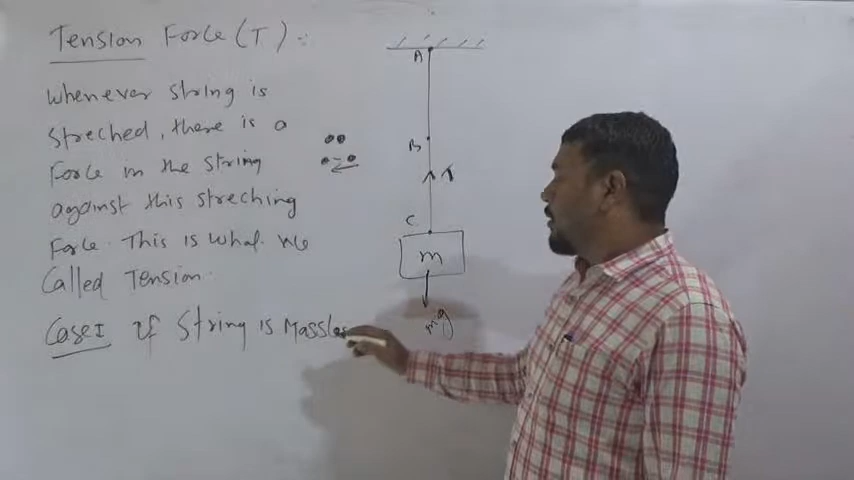 Tension Force (T) :
whenever string is
streched, there is a
Force in the string
against this streching
Force. This is what we
Called Tension.
Case I if String is Massles
A
B
T
C
m
mg